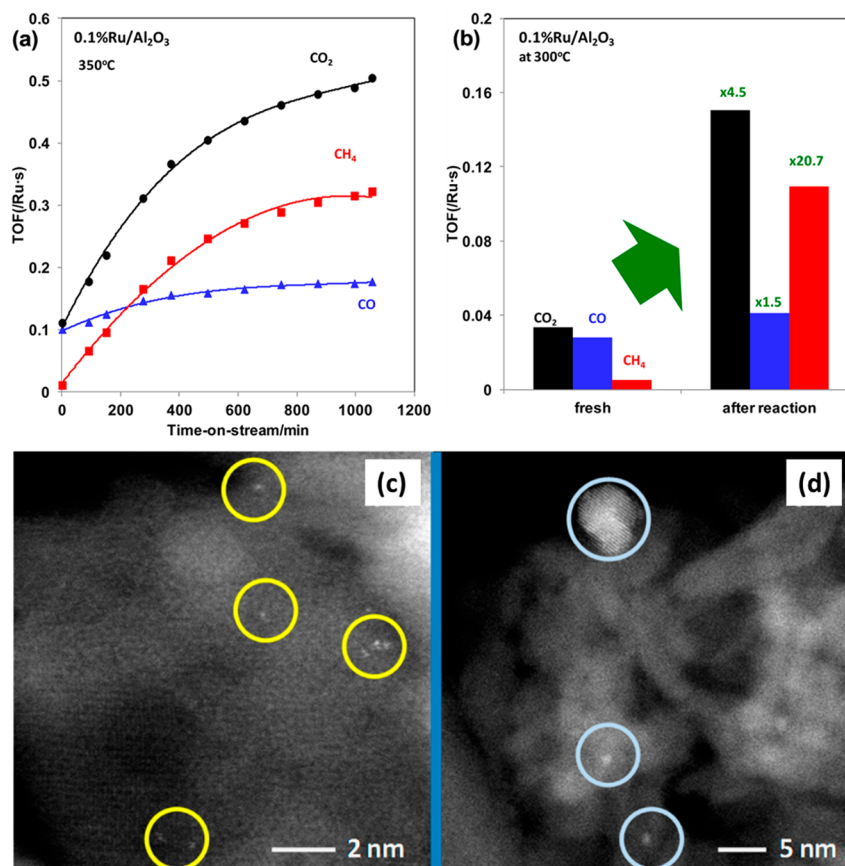 (a)
0.1%Ru/Al₂O₃
350°C
CO₂
CH₄
CO
TOF(/Ru·s)
0.6
0.5
0.4
0.3
0.2
0.1
0
0 200 400 600 800 1000 1200
Time-on-stream/min
(b)
0.1%Ru/Al₂O₃
at 300°C
x4.5
x20.7
x1.5
CO₂
CO
CH₄
TOF(/Ru·s)
0.2
0.16
0.12
0.08
0.04
0
fresh after reaction
(c)
2 nm
(d)
5 nm